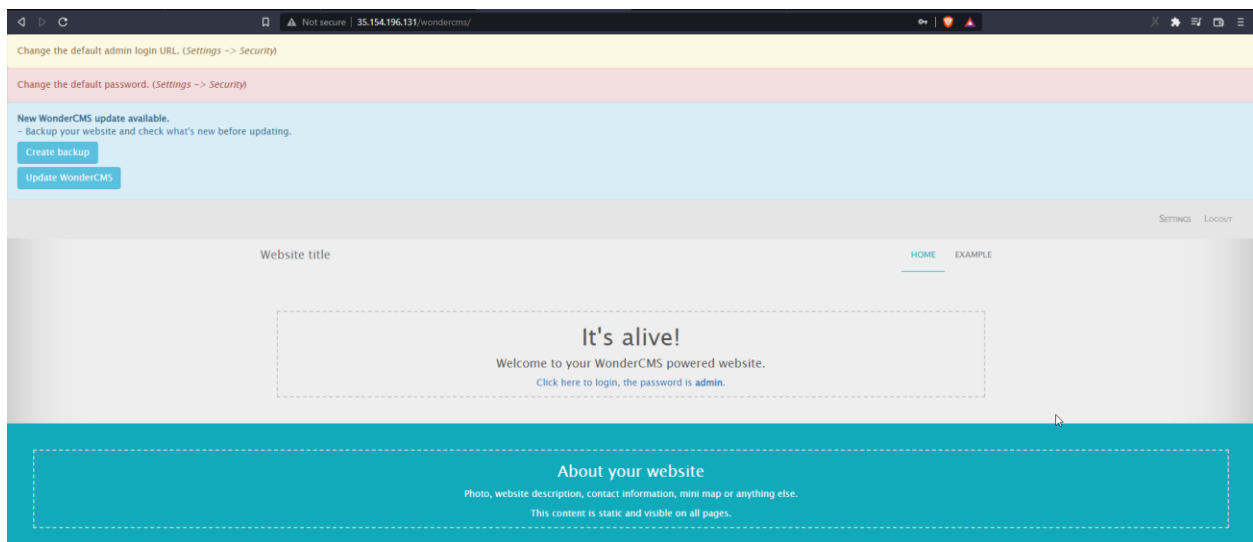 Not secure | 35.154.196.131/wondercms/
Change the default admin login URL. (Settings -> Security)
Change the default password. (Settings -> Security)
New WonderCMS update available.
- Backup your website and check what's new before updating.
Create backup
Update WonderCMS
SETTINGS LOGOUT
Website title HOME EXAMPLE
It's alive!
Welcome to your WonderCMS powered website.
Click here to login, the password is admin.
About your website
Photo, website description, contact information, mini map or anything else.
This content is static and visible on all pages.